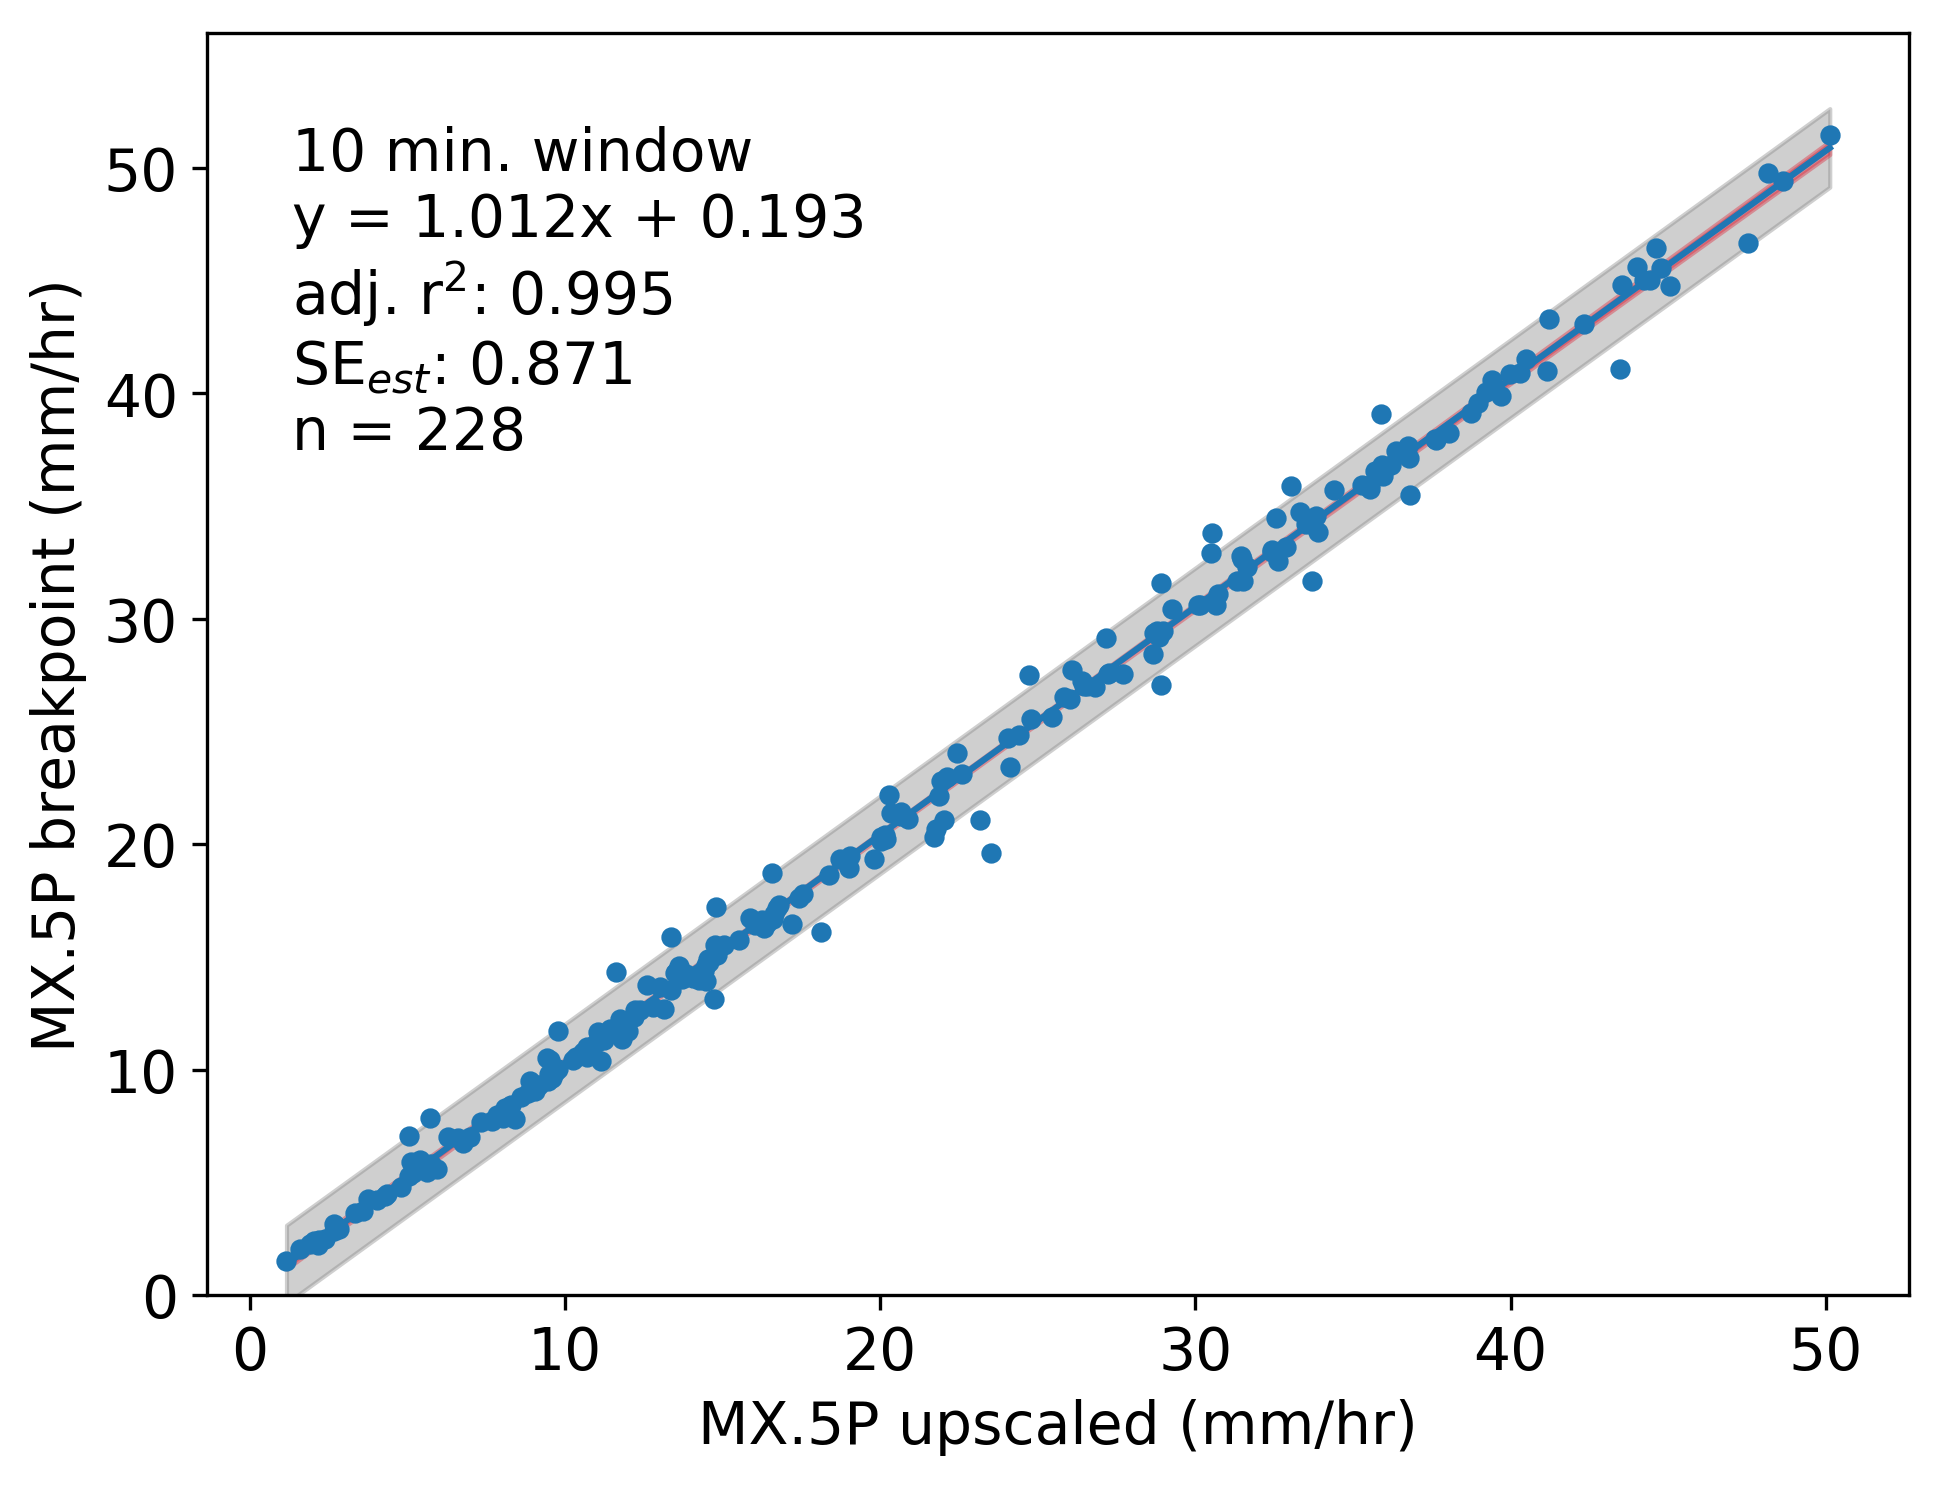 10 min. window
y = 1.012x + 0.193
adj. r²: 0.995
SEest: 0.871
n = 228
MX.5P breakpoint (mm/hr)
50
40
30
20
10
0
0 10 20 30 40 50
MX.5P upscaled (mm/hr)